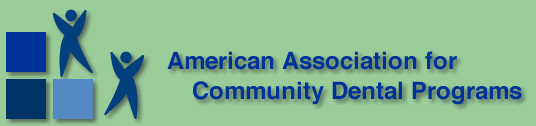 American Association for
Community Dental Programs